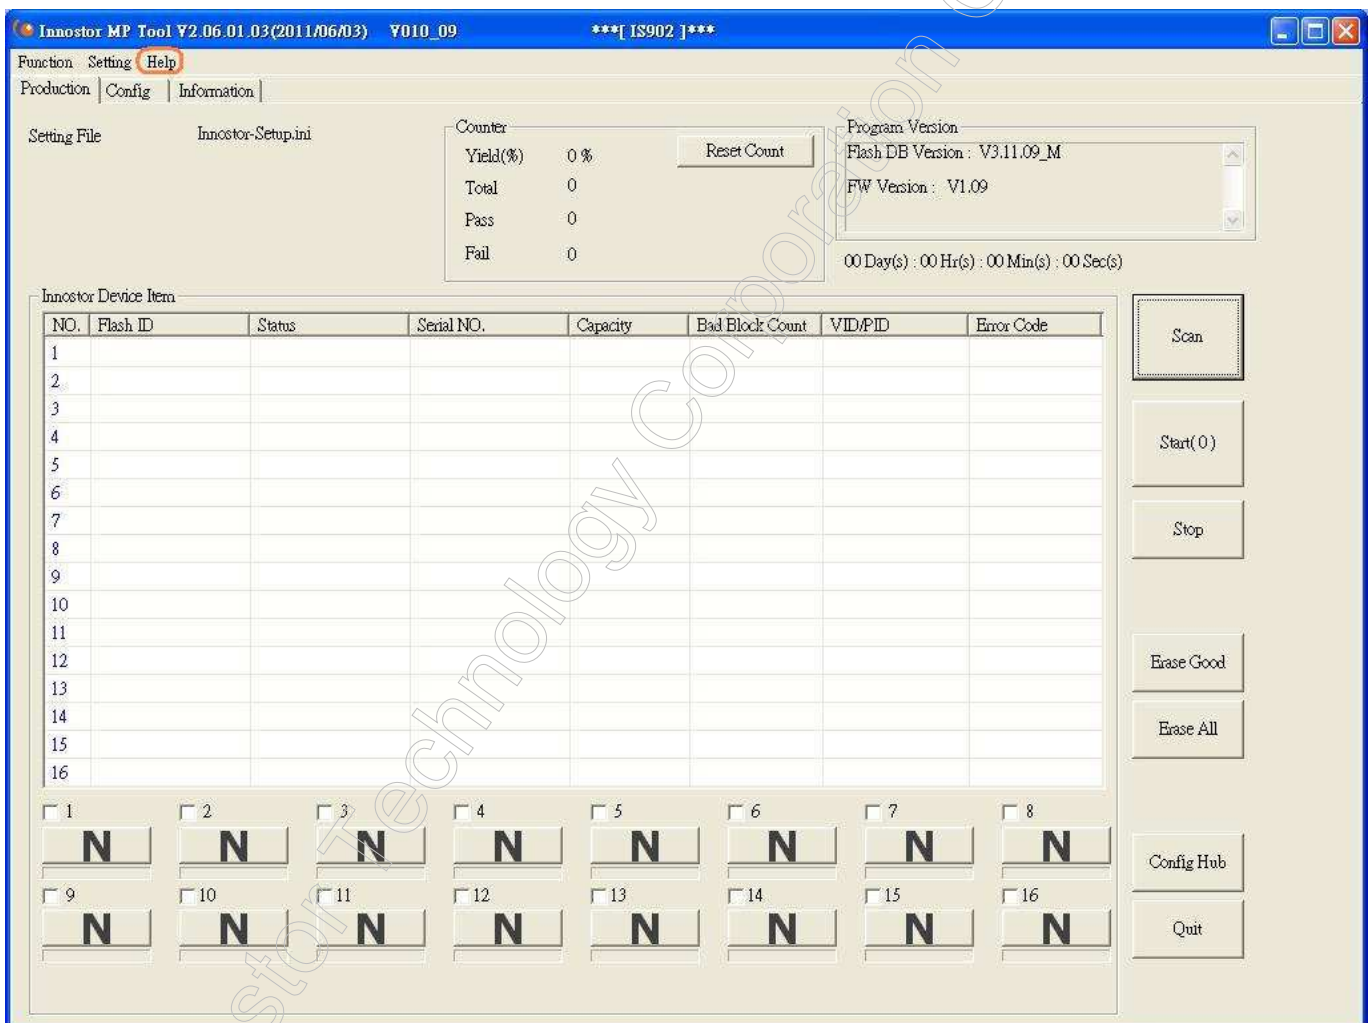 Innostor MP Tool V2.06.01.03(2011/06/03) V010_09 ***[ IS902 ]***
Function Setting Help
Production Config Information
Setting File Innostor-Setup.ini
Counter
Yield(%) 0 %
Reset Count
Total 0
Pass 0
Fail 0
Program Version
Flash DB Version : V3.11.09_M
FW Version : V1.09
00 Day(s) : 00 Hr(s) : 00 Min(s) : 00 Sec(s)
Innostor Device Item
NO. Flash ID Status Serial NO. Capacity Bad Block Count VID/PID Error Code
1
2
3
4
5
6
7
8
9
10
11
12
13
14
15
16
Scan
Start( 0 )
Stop
Erase Good
Erase All
Config Hub
Quit
1 2 3 4 5 6 7 8
N N N N N N N N
9 10 11 12 13 14 15 16
N N N N N N N N
stor Technology Corporation